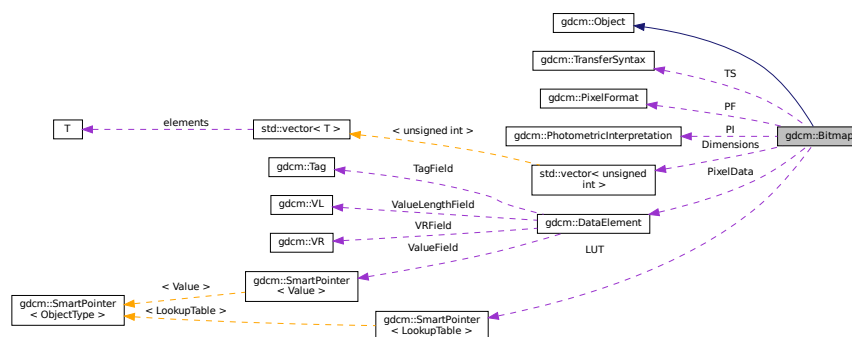 gdcm::Object
gdcm::TransferSyntax
TS
gdcm::PixelFormat
PF
elements
T
std::vector< T >
< unsigned int >
gdcm::PhotometricInterpretation
PI
gdcm::Bitmap
Dimensions
gdcm::Tag
TagField
std::vector< unsigned
int >
PixelData
gdcm::VL
ValueLengthField
gdcm::DataElement
VRField
gdcm::VR
ValueField
LUT
gdcm::SmartPointer
< Value >
< Value >
gdcm::SmartPointer
< ObjectType >
< LookupTable >
gdcm::SmartPointer
< LookupTable >